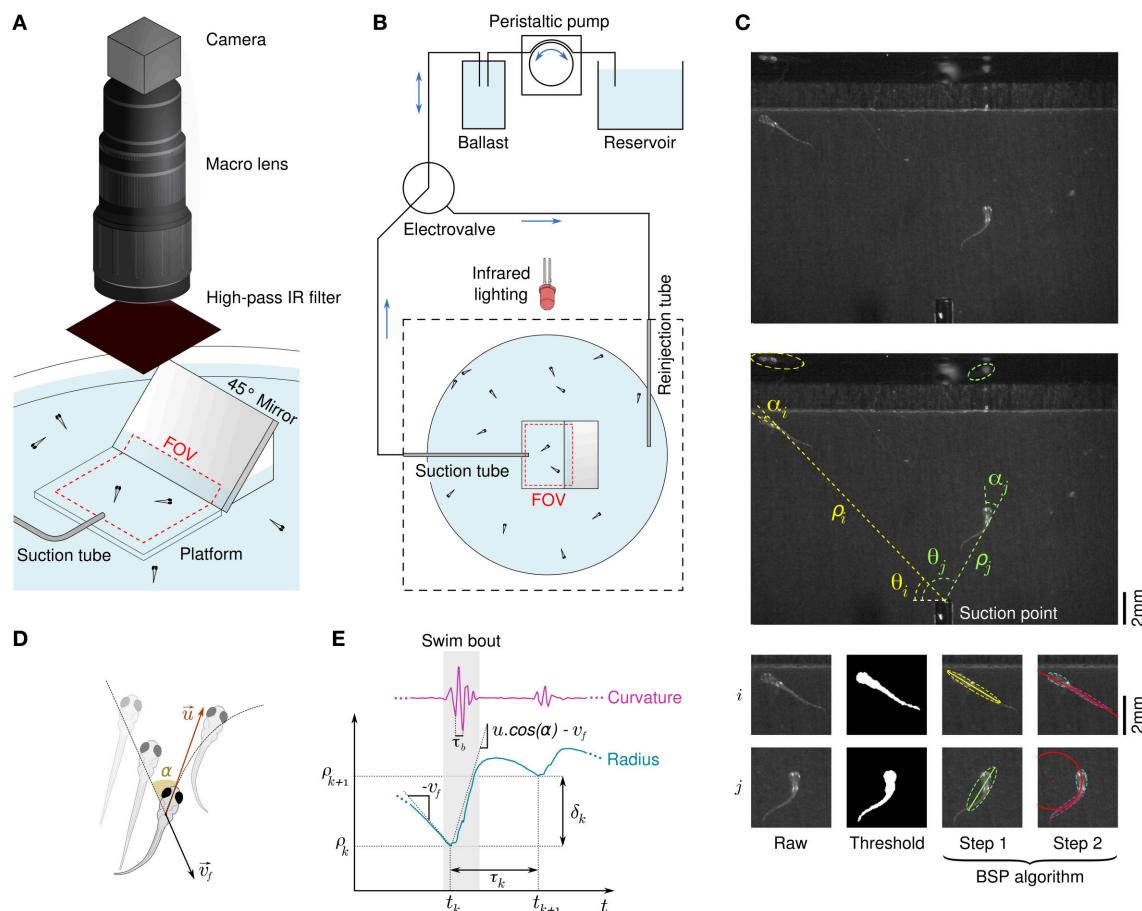 A
Camera
Macro lens
High-pass IR filter
45° Mirror
FOV
Suction tube
Platform
B
Peristaltic pump
Ballast
Reservoir
Electrovalve
Infrared
lighting
Reinjection tube
Suction tube
FOV
C
α_i
ρ_i
θ_i
α_j
ρ_j
θ_j
Suction point
2mm
i
j
2mm
Raw
Threshold
Step 1
Step 2
BSP algorithm
D
u⃗
α
v⃗_f
E
Swim bout
Curvature
τ_b
u.cos(α) - v_f
Radius
-v_f
ρ_{k+1}
ρ_k
δ_k
τ_k
t_k
t_{k+1}
t